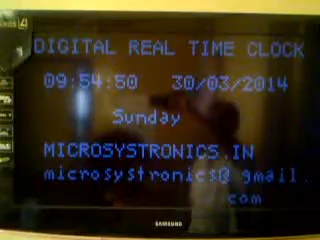 DIGITAL REAL TIME CLOCK
09:54:50 30/03/2014
Sunday
MICROSYSTRONICS.IN
microsystronics@gmail.
com
SAMSUNG